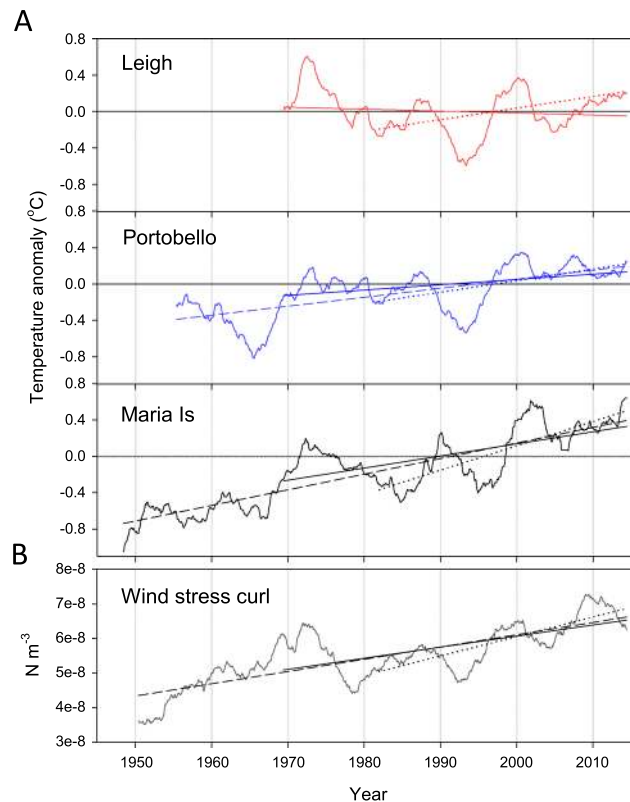 A
0.8
Leigh
0.4
0.0
-0.4
-0.8
0.8
Portobello
0.4
0.0
-0.4
-0.8
0.8
Maria Is
0.4
0.0
-0.4
-0.8
Temperature anomaly (°C)
B
8e-8
Wind stress curl
7e-8
6e-8
5e-8
4e-8
3e-8
N m⁻³
1950 1960 1970 1980 1990 2000 2010
Year